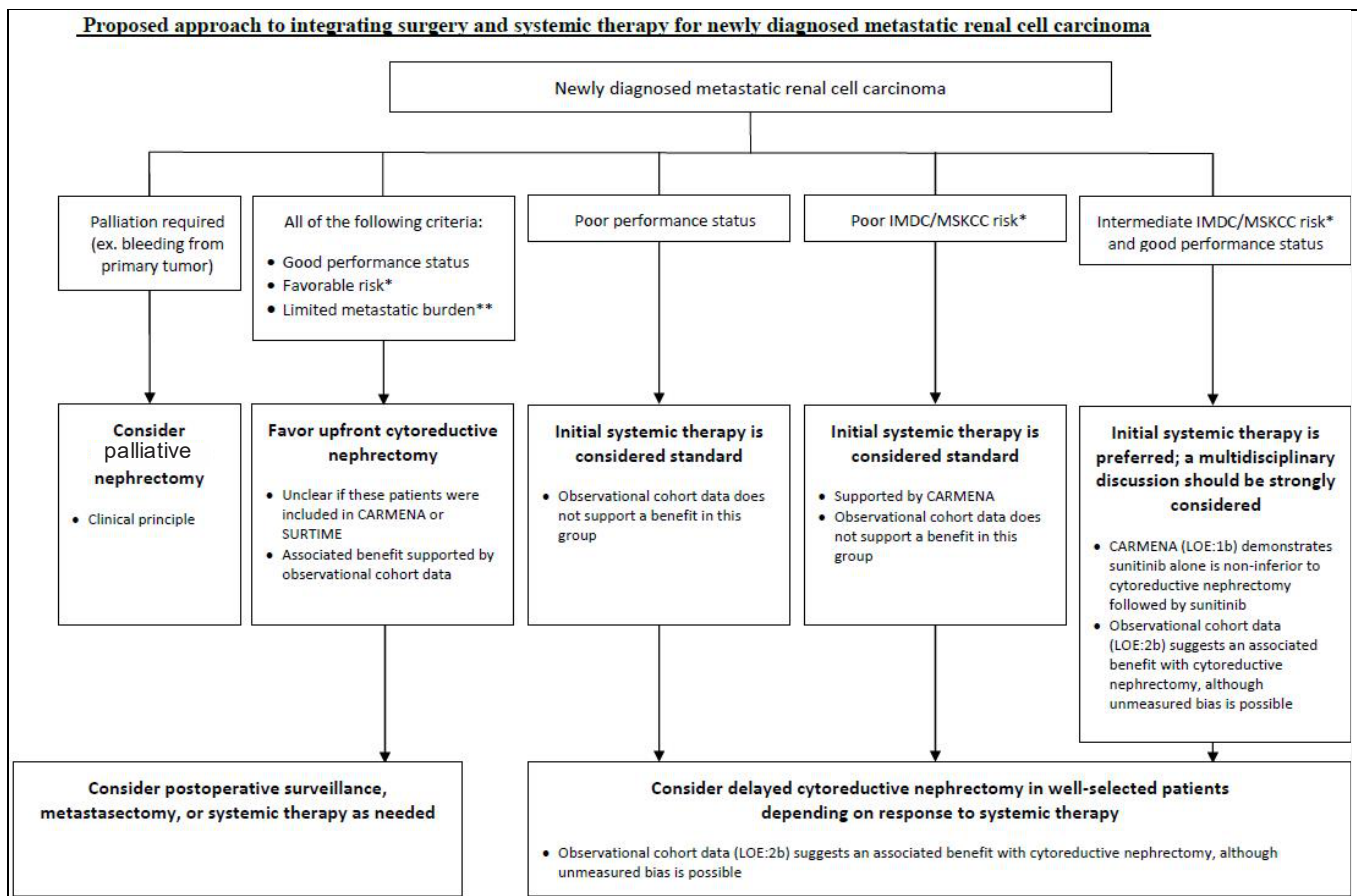 Proposed approach to integrating surgery and systemic therapy for newly diagnosed metastatic renal cell carcinoma
Newly diagnosed metastatic renal cell carcinoma
Palliation required
(ex. bleeding from
primary tumor)
All of the following criteria:
• Good performance status
• Favorable risk*
• Limited metastatic burden**
Poor performance status
Poor IMDC/MSKCC risk*
Intermediate IMDC/MSKCC risk*
and good performance status
Consider
palliative
nephrectomy
• Clinical principle
Favor upfront cytoreductive
nephrectomy
• Unclear if these patients were
included in CARMENA or
SURTIME
• Associated benefit supported by
observational cohort data
Initial systemic therapy is
considered standard
• Observational cohort data does
not support a benefit in this
group
Initial systemic therapy is
considered standard
• Supported by CARMENA
• Observational cohort data does
not support a benefit in this
group
Initial systemic therapy is
preferred; a multidisciplinary
discussion should be strongly
considered
• CARMENA (LOE:1b) demonstrates
sunitinib alone is non-inferior to
cytoreductive nephrectomy
followed by sunitinib
• Observational cohort data
(LOE:2b) suggests an associated
benefit with cytoreductive
nephrectomy, although
unmeasured bias is possible
Consider postoperative surveillance,
metastasectomy, or systemic therapy as needed
Consider delayed cytoreductive nephrectomy in well-selected patients
depending on response to systemic therapy
• Observational cohort data (LOE:2b) suggests an associated benefit with cytoreductive nephrectomy, although
unmeasured bias is possible